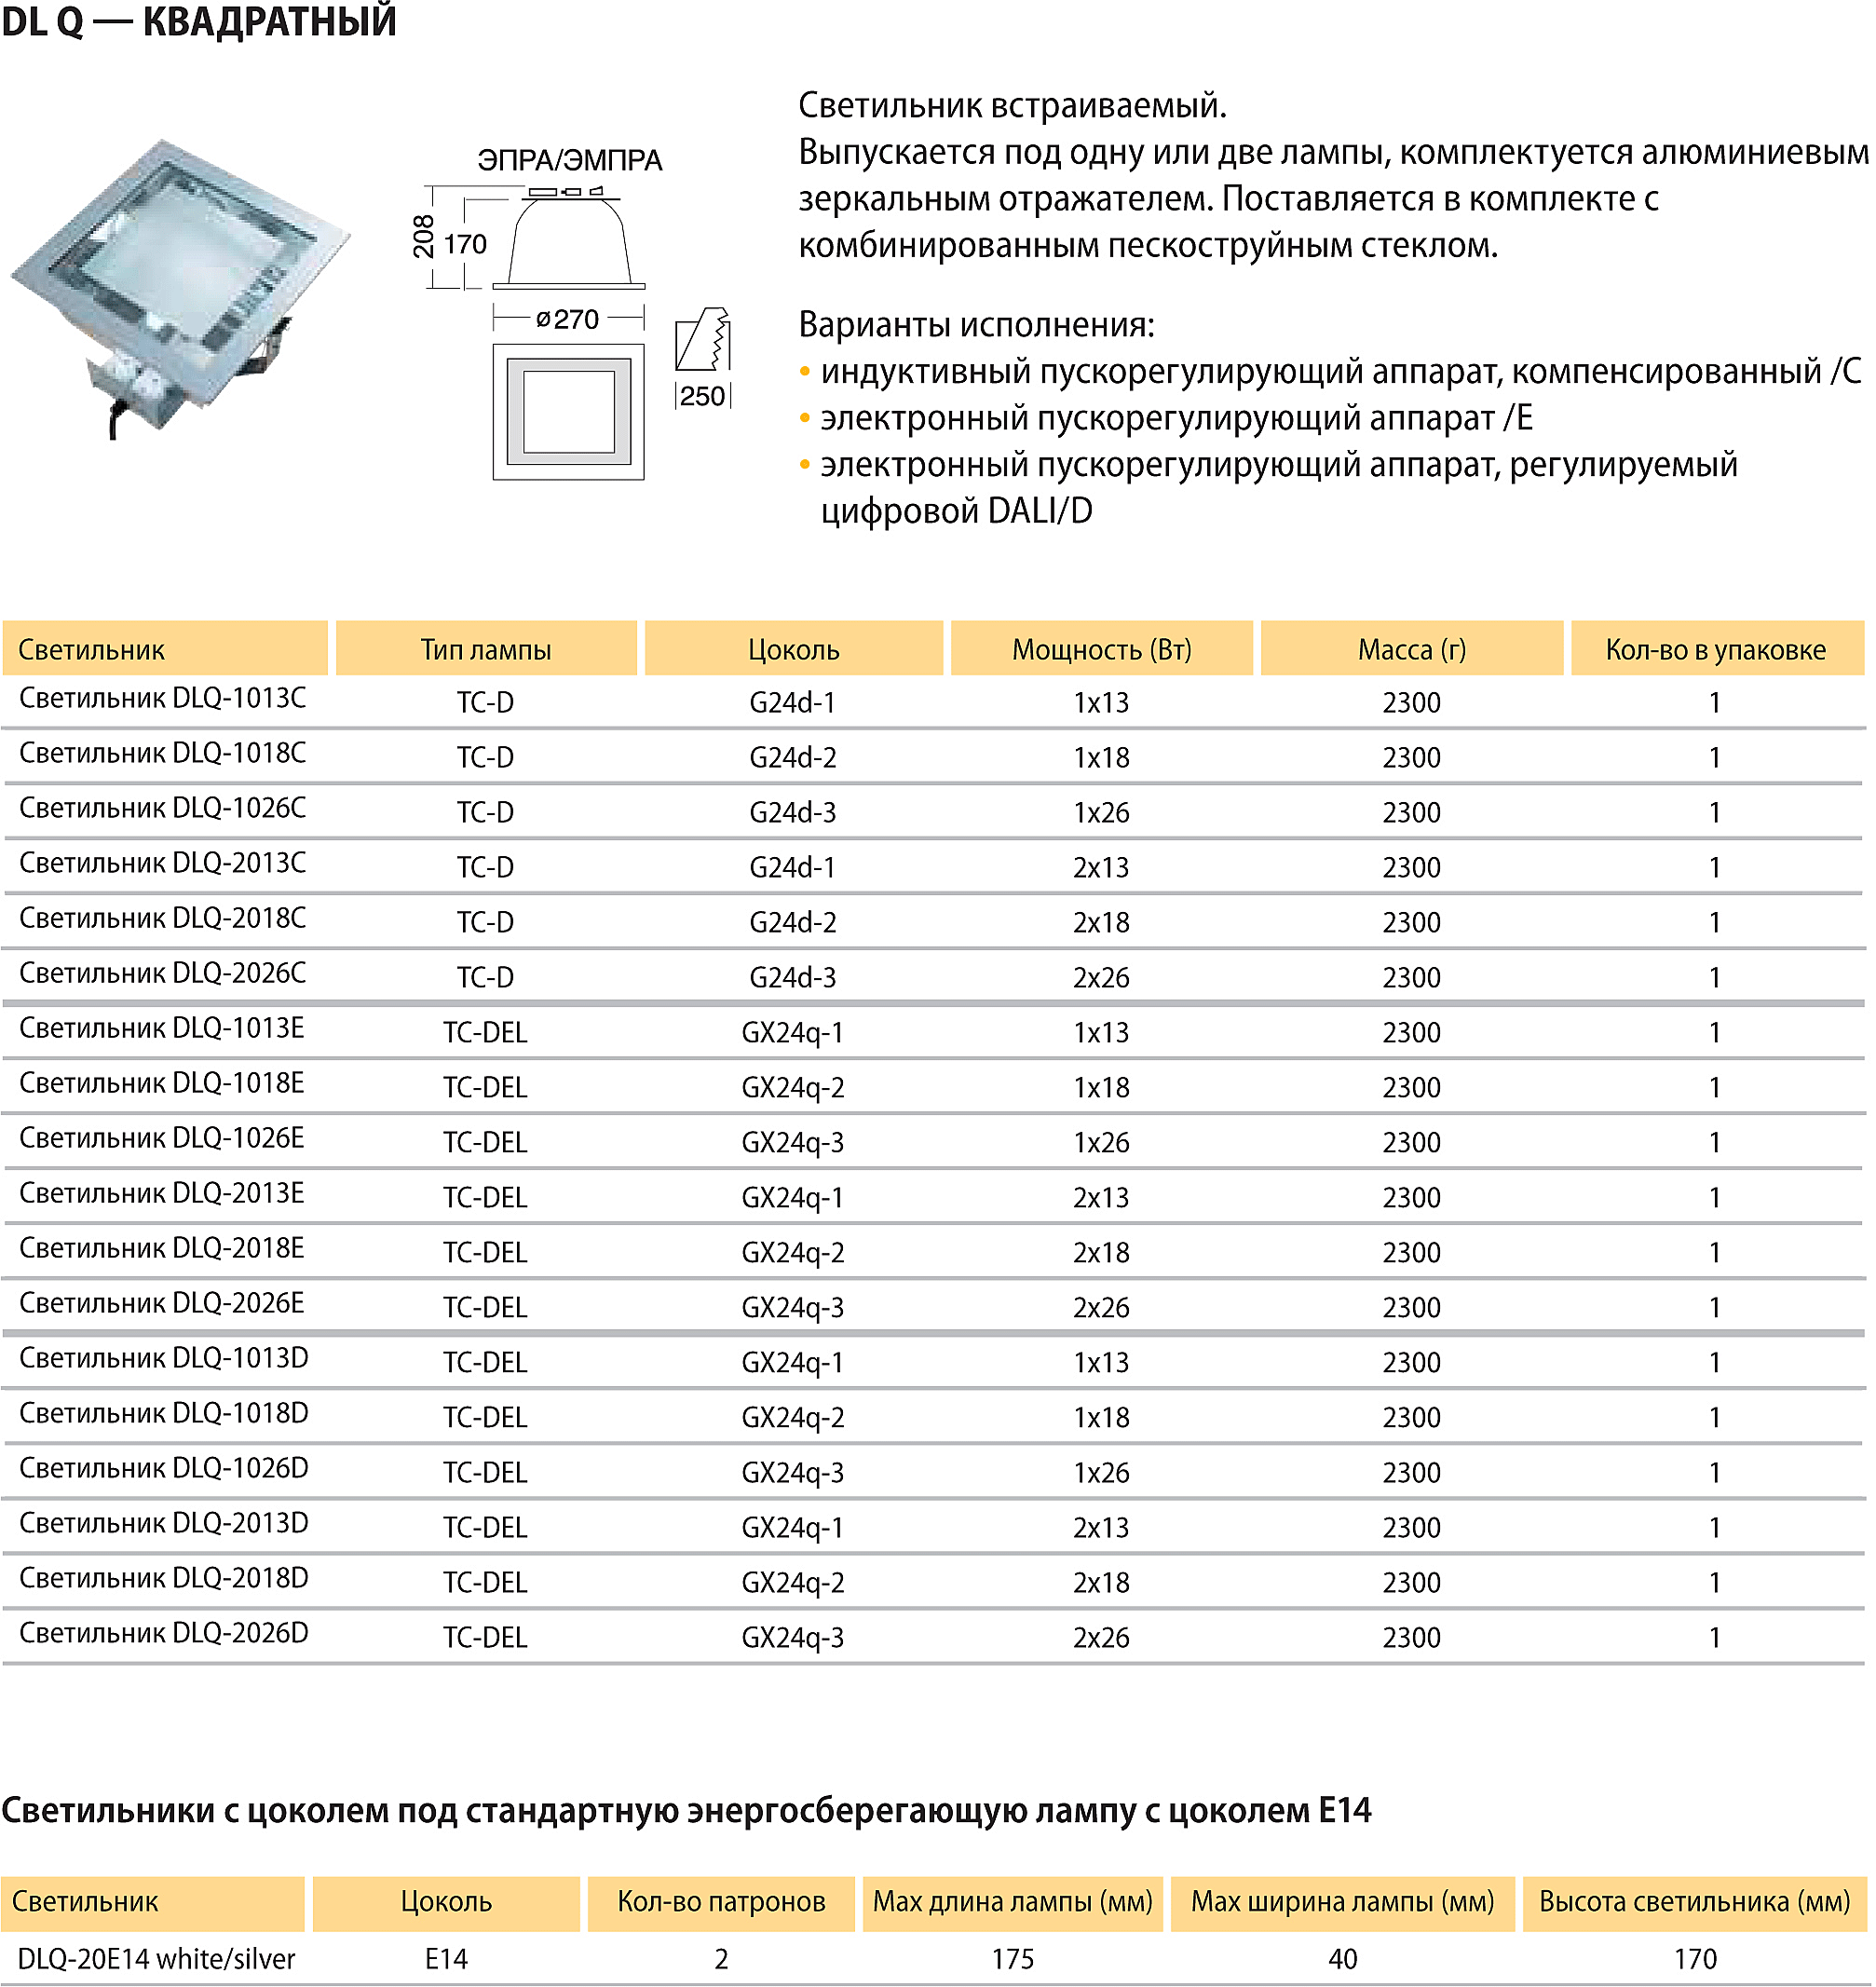 DL Q — КВАДРАТНЫЙ
ЭПРА/ЭМПРА
208
170
ø270
250
Светильник встраиваемый.
Выпускается под одну или две лампы, комплектуется алюминиевым
зеркальным отражателем. Поставляется в комплекте с
комбинированным пескоструйным стеклом.
Варианты исполнения:
• индуктивный пускорегулирующий аппарат, компенсированный /C
• электронный пускорегулирующий аппарат /E
• электронный пускорегулирующий аппарат, регулируемый
цифровой DALI/D
Светильник Тип лампы Цоколь Мощность (Вт) Масса (г) Кол-во в упаковке
Светильник DLQ-1013C TC-D G24d-1 1x13 2300 1
Светильник DLQ-1018C TC-D G24d-2 1x18 2300 1
Светильник DLQ-1026C TC-D G24d-3 1x26 2300 1
Светильник DLQ-2013C TC-D G24d-1 2x13 2300 1
Светильник DLQ-2018C TC-D G24d-2 2x18 2300 1
Светильник DLQ-2026C TC-D G24d-3 2x26 2300 1
Светильник DLQ-1013E TC-DEL GX24q-1 1x13 2300 1
Светильник DLQ-1018E TC-DEL GX24q-2 1x18 2300 1
Светильник DLQ-1026E TC-DEL GX24q-3 1x26 2300 1
Светильник DLQ-2013E TC-DEL GX24q-1 2x13 2300 1
Светильник DLQ-2018E TC-DEL GX24q-2 2x18 2300 1
Светильник DLQ-2026E TC-DEL GX24q-3 2x26 2300 1
Светильник DLQ-1013D TC-DEL GX24q-1 1x13 2300 1
Светильник DLQ-1018D TC-DEL GX24q-2 1x18 2300 1
Светильник DLQ-1026D TC-DEL GX24q-3 1x26 2300 1
Светильник DLQ-2013D TC-DEL GX24q-1 2x13 2300 1
Светильник DLQ-2018D TC-DEL GX24q-2 2x18 2300 1
Светильник DLQ-2026D TC-DEL GX24q-3 2x26 2300 1
Светильники с цоколем под стандартную энергосберегающую лампу с цоколем E14
Светильник Цоколь Кол-во патронов Max длина лампы (мм) Max ширина лампы (мм) Высота светильника (мм)
DLQ-20E14 white/silver E14 2 175 40 170